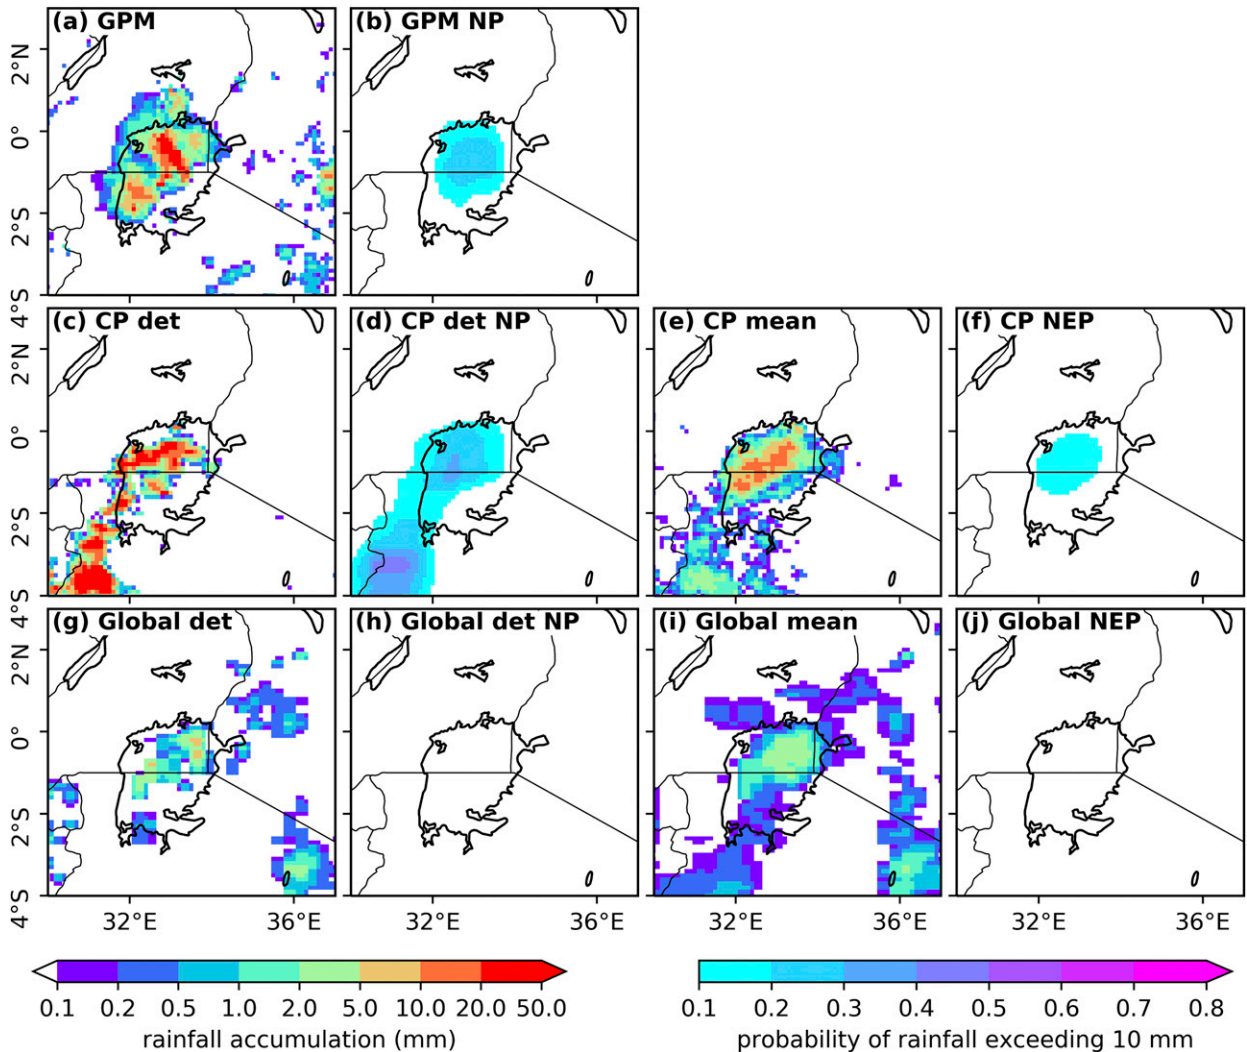 (a) GPM
(b) GPM NP
2°N
0°
2°S
4°S
32°E
36°E
(c) CP det
(d) CP det NP
(e) CP mean
(f) CP NEP
4°N
2°N
0°
2°S
(g) Global det
(h) Global det NP
(i) Global mean
(j) Global NEP
4°N
2°N
0°
2°S
4°S
32°E 36°E 32°E 36°E 32°E 36°E 32°E 36°E
0.1 0.2 0.5 1.0 2.0 5.0 10.0 20.0 50.0
rainfall accumulation (mm)
0.1 0.2 0.3 0.4 0.5 0.6 0.7 0.8
probability of rainfall exceeding 10 mm